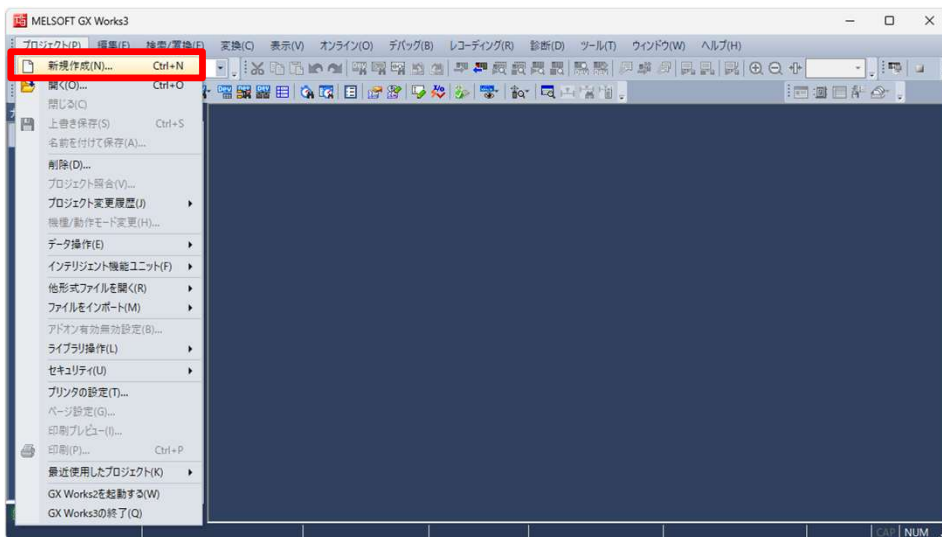 MELSOFT GX Works3
プロジェクト(P) 編集(E) 検索/置換(F) 変換(C) 表示(V) オンライン(O) デバッグ(B) レコーディング(R) 診断(D) ツール(T) ウィンドウ(W) ヘルプ(H)
新規作成(N)... Ctrl+N
開く(O)... Ctrl+O
閉じる(C)
上書き保存(S) Ctrl+S
名前を付けて保存(A)...
削除(D)...
プロジェクト照合(V)...
プロジェクト変更履歴(J)
機種/動作モード変更(H)...
データ操作(E)
インテリジェント機能ユニット(F)
他形式ファイルを開く(R)
ファイルをインポート(M)
アドオン有効無効設定(B)...
ライブラリ操作(L)
セキュリティ(U)
プリンタの設定(T)...
ページ設定(G)...
印刷プレビュー(I)...
印刷(P)... Ctrl+P
最近使用したプロジェクト(K)
GX Works2を起動する(W)
GX Works3の終了(Q)
CAP NUM